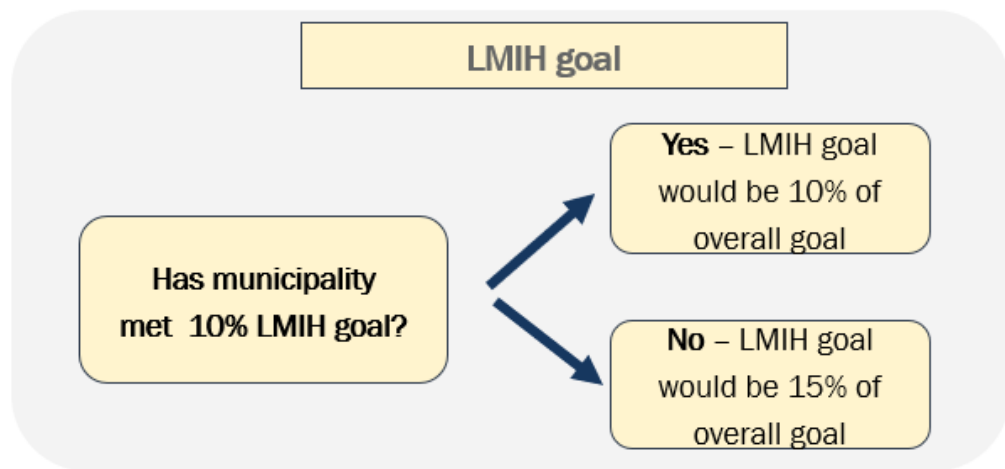 LMIH goal
Has municipality
met 10% LMIH goal?
Yes – LMIH goal
would be 10% of
overall goal
No – LMIH goal
would be 15% of
overall goal